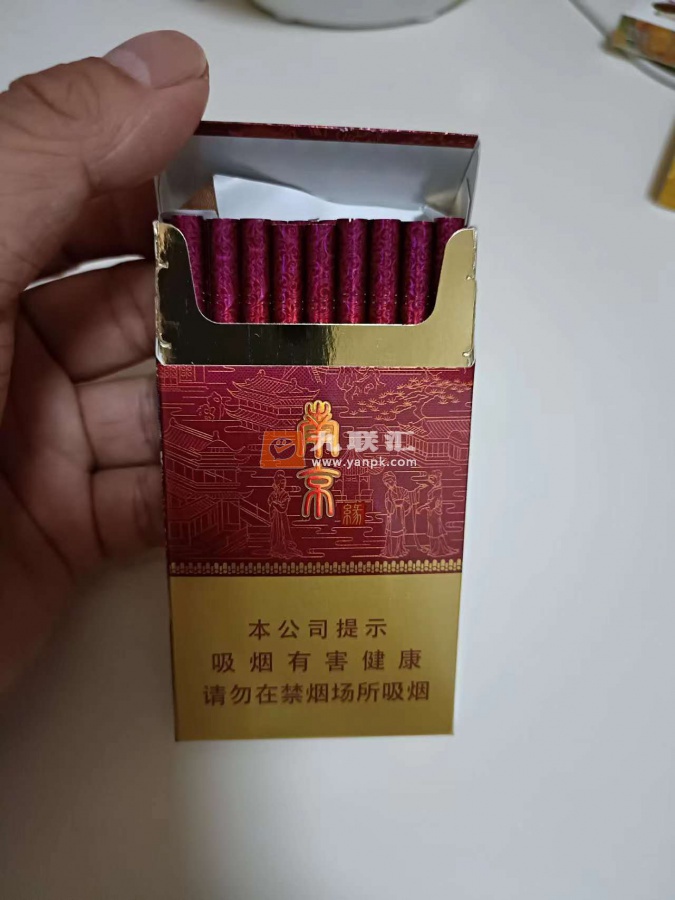 南京
九联汇
www.yanpk.com
緣
本公司提示
吸烟有害健康
请勿在禁烟场所吸烟